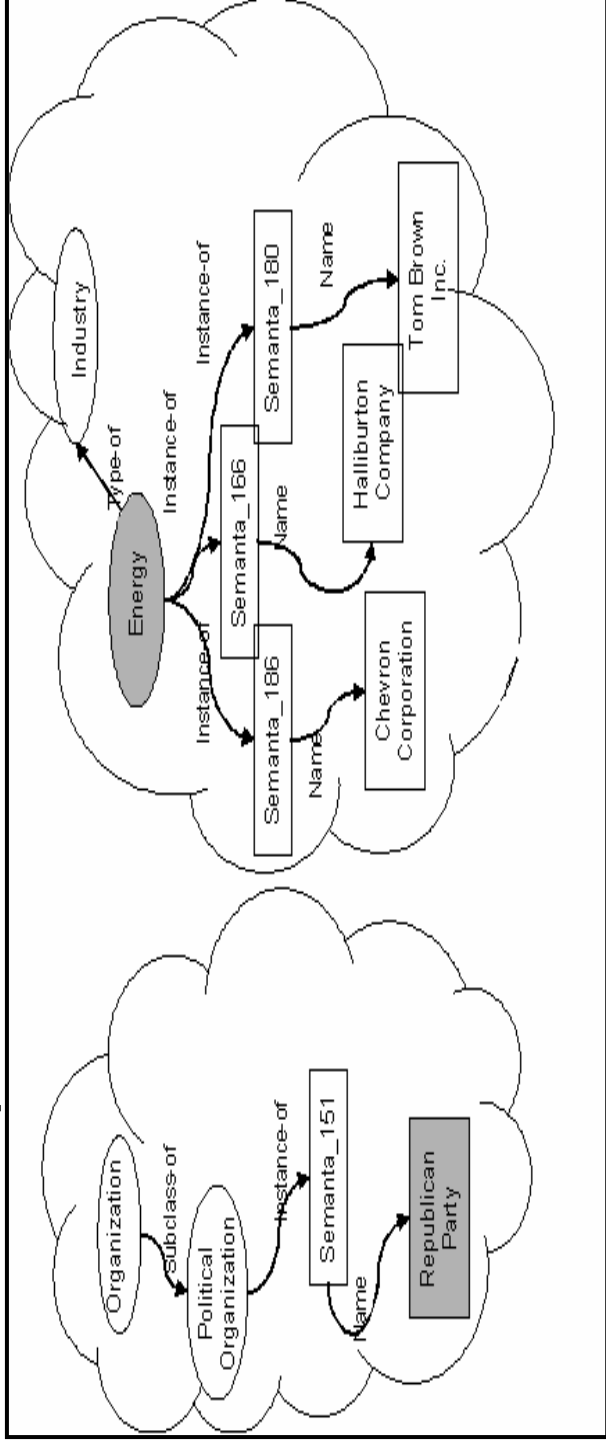 Organization
Subclass-of
Political
Organization
Instance-of
Semanta_151
Name
Republican
Party
Industry
Type-of
Energy
Instance-of
Instance-of
Instance-of
Semanta_186
Semanta_166
Semanta_180
Name
Name
Name
Chevron
Corporation
Halliburton
Company
Tom Brown
Inc.